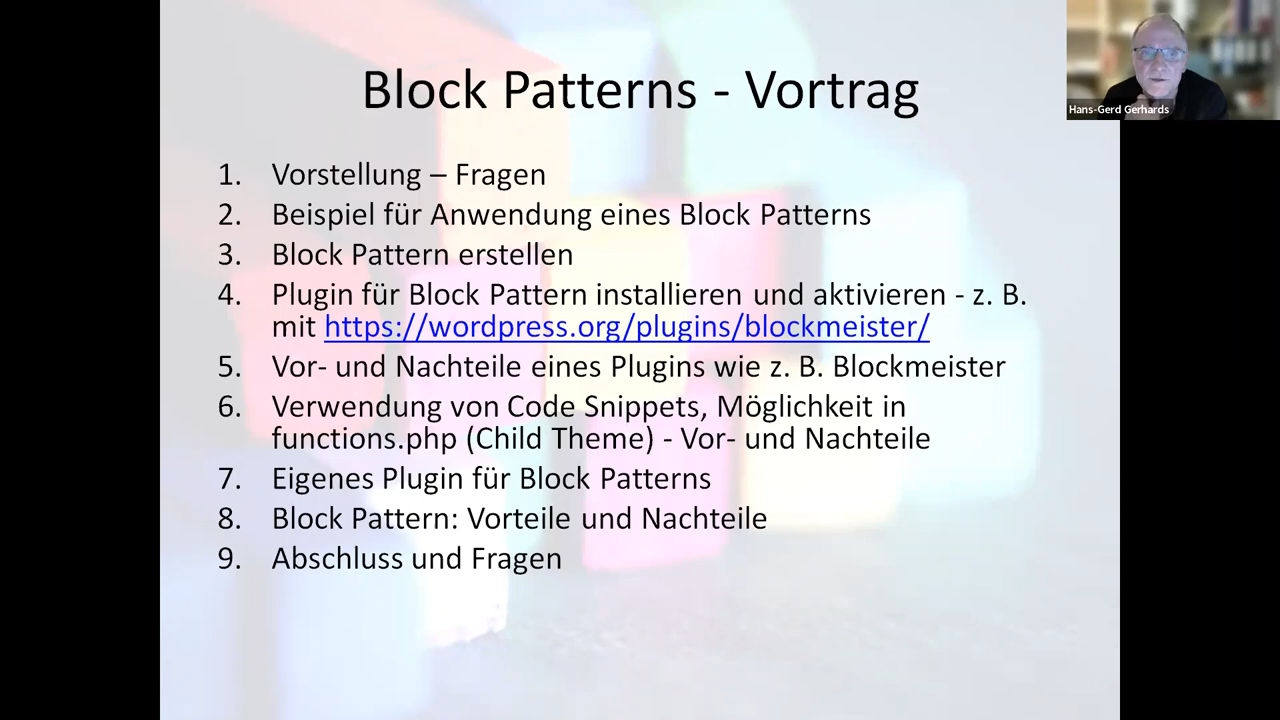 Block Patterns - Vortrag
Hans-Gerd Gerhards
1. Vorstellung – Fragen
2. Beispiel für Anwendung eines Block Patterns
3. Block Pattern erstellen
4. Plugin für Block Pattern installieren und aktivieren - z. B.
mit https://wordpress.org/plugins/blockmeister/
5. Vor- und Nachteile eines Plugins wie z. B. Blockmeister
6. Verwendung von Code Snippets, Möglichkeit in
functions.php (Child Theme) - Vor- und Nachteile
7. Eigenes Plugin für Block Patterns
8. Block Pattern: Vorteile und Nachteile
9. Abschluss und Fragen